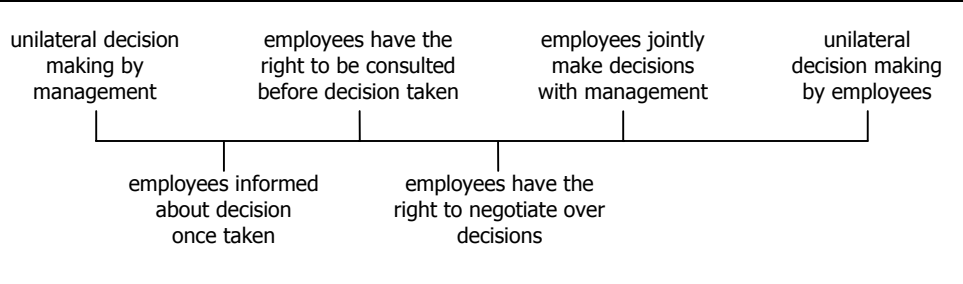 unilateral decision
making by
management
employees have the
right to be consulted
before decision taken
employees jointly
make decisions
with management
unilateral
decision making
by employees
employees informed
about decision
once taken
employees have the
right to negotiate over
decisions